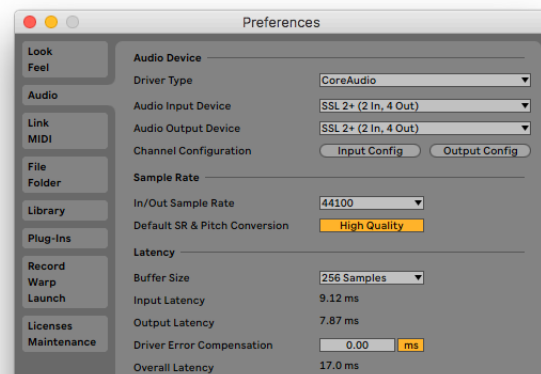 Preferences
Look
Feel
Audio
Link
MIDI
File
Folder
Library
Plug-Ins
Record
Warp
Launch
Licenses
Maintenance
Audio Device
Driver Type CoreAudio
Audio Input Device SSL 2+ (2 In, 4 Out)
Audio Output Device SSL 2+ (2 In, 4 Out)
Channel Configuration Input Config Output Config
Sample Rate
In/Out Sample Rate 44100
Default SR & Pitch Conversion High Quality
Latency
Buffer Size 256 Samples
Input Latency 9.12 ms
Output Latency 7.87 ms
Driver Error Compensation 0.00 ms
Overall Latency 17.0 ms